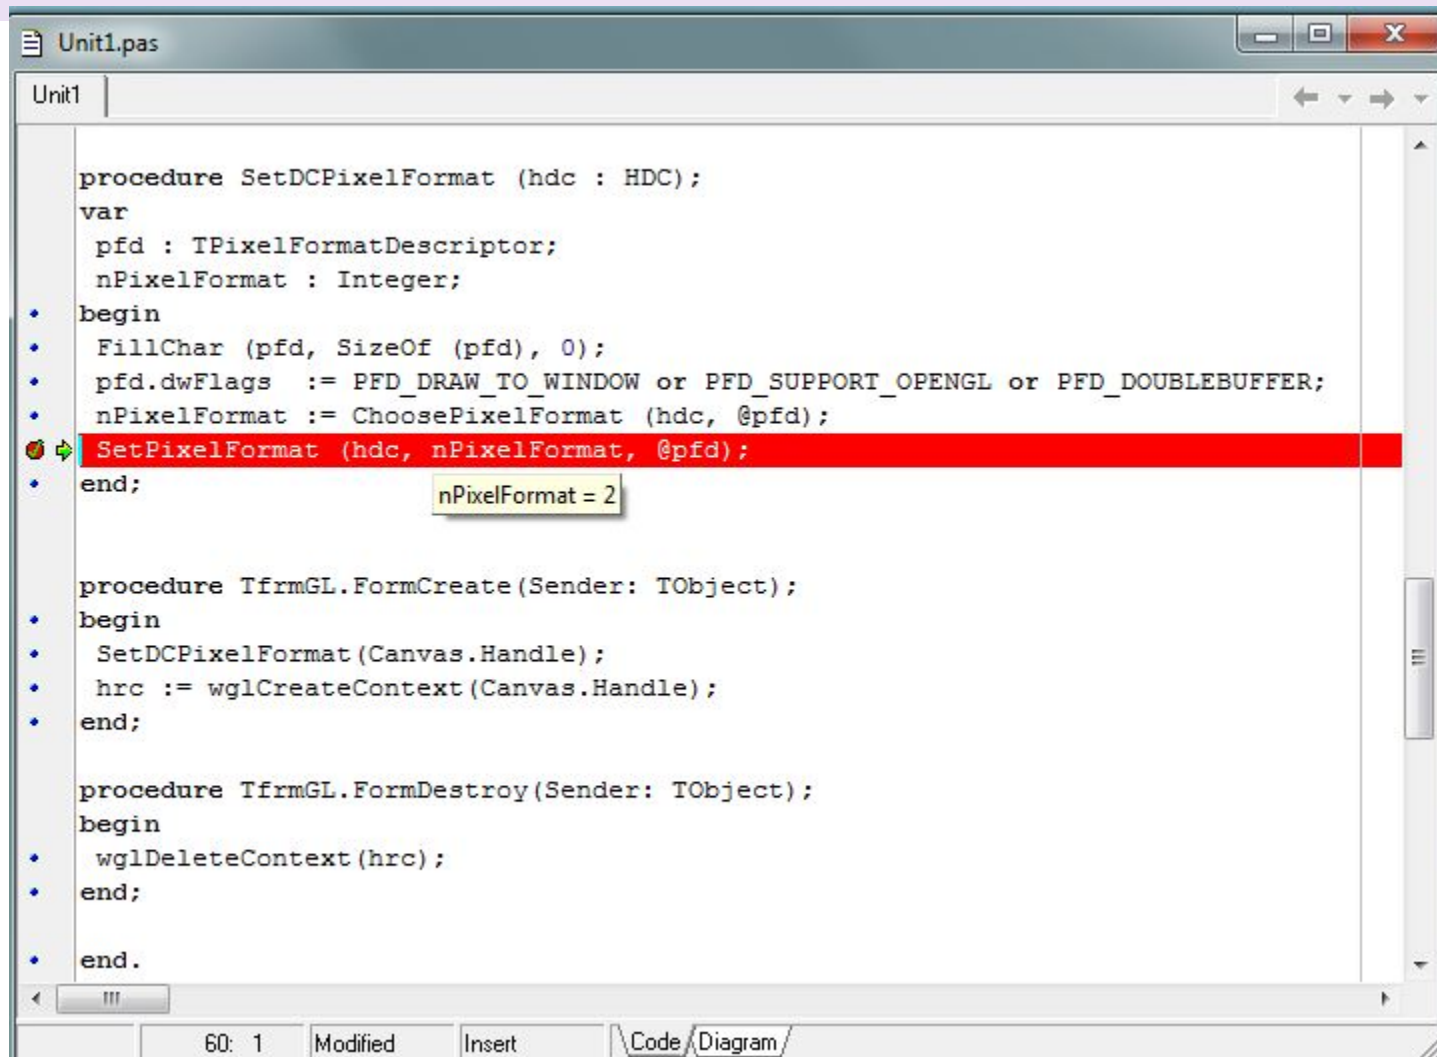 Unit1.pas
Unit1
procedure SetDCPixelFormat (hdc : HDC);
var
pfd : TPixelFormatDescriptor;
nPixelFormat : Integer;
begin
FillChar (pfd, SizeOf (pfd), 0);
pfd.dwFlags := PFD_DRAW_TO_WINDOW or PFD_SUPPORT_OPENGL or PFD_DOUBLEBUFFER;
nPixelFormat := ChoosePixelFormat (hdc, @pfd);
SetPixelFormat (hdc, nPixelFormat, @pfd);
end;
nPixelFormat = 2
procedure TfrmGL.FormCreate(Sender: TObject);
begin
SetDCPixelFormat(Canvas.Handle);
hrc := wglCreateContext(Canvas.Handle);
end;
procedure TfrmGL.FormDestroy(Sender: TObject);
begin
wglDeleteContext(hrc);
end;
end.
60: 1 Modified Insert Code Diagram